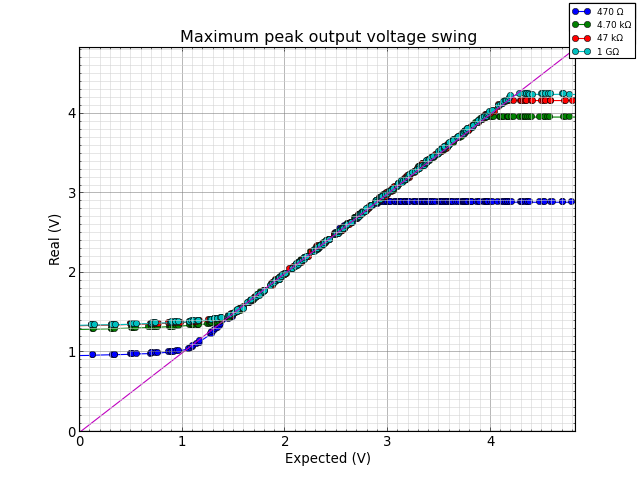 Maximum peak output voltage swing
470 Ω
4.70 kΩ
47 kΩ
1 GΩ
Real (V)
4
3
2
1
0
0 1 2 3 4
Expected (V)